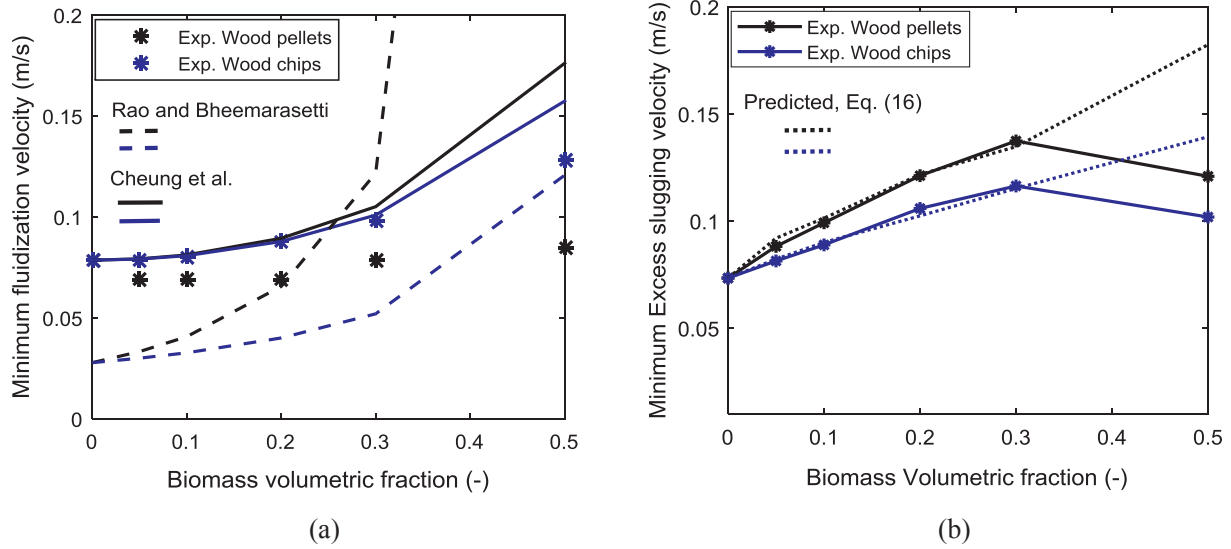 Minimum fluidization velocity (m/s)
0.2
0.15
0.1
0.05
0
Exp. Wood pellets
Exp. Wood chips
Rao and Bheemarasetti
Cheung et al.
0 0.1 0.2 0.3 0.4 0.5
Biomass volumetric fraction (-)
(a)
Minimum Excess slugging velocity (m/s)
0.2
0.15
0.1
0.05
Exp. Wood pellets
Exp. Wood chips
Predicted, Eq. (16)
0 0.1 0.2 0.3 0.4 0.5
Biomass Volumetric fraction (-)
(b)